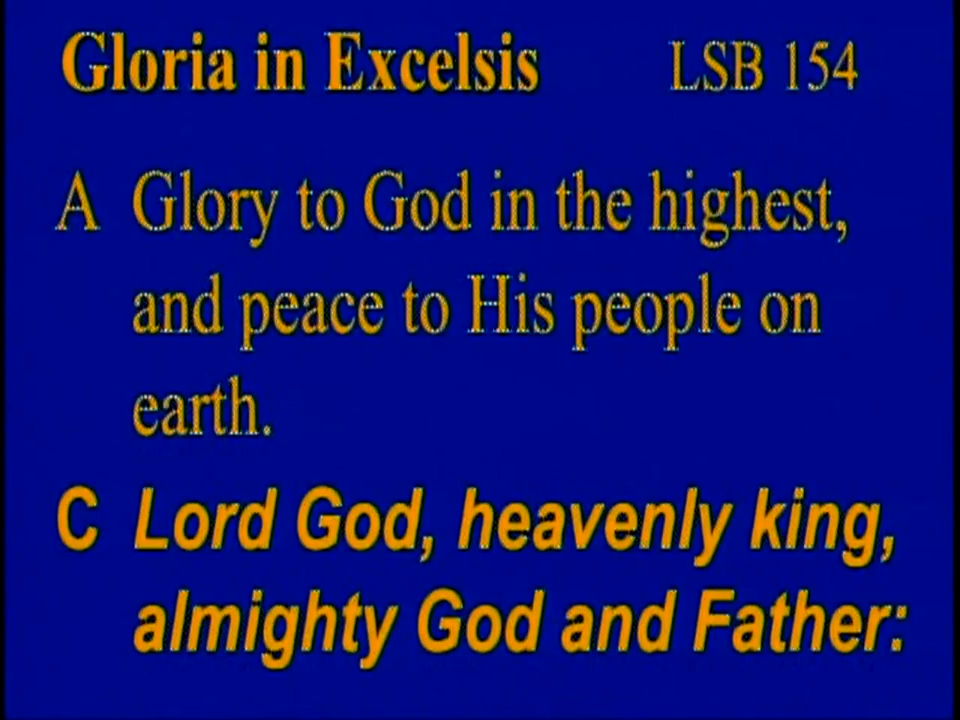 Gloria in Excelsis LSB 154
A Glory to God in the highest,
and peace to His people on
earth.
C Lord God, heavenly king,
almighty God and Father: